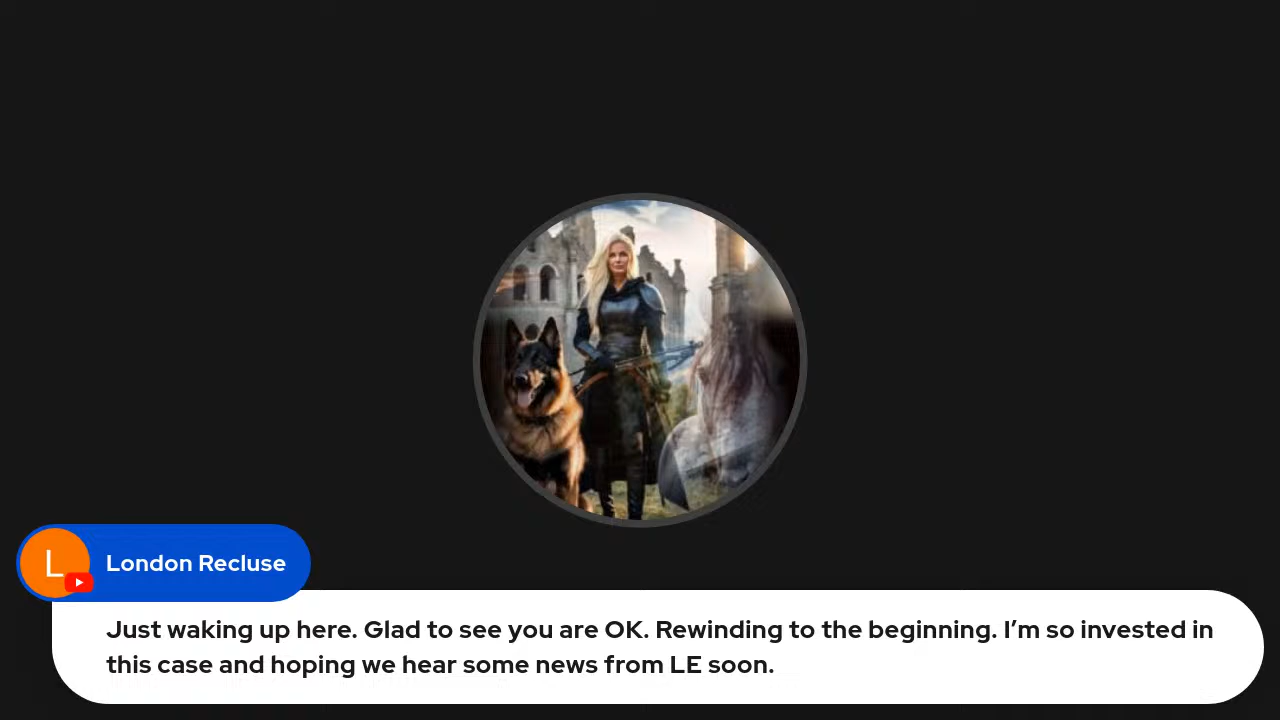 L
London Recluse
Just waking up here. Glad to see you are OK. Rewinding to the beginning. I’m so invested in
this case and hoping we hear some news from LE soon.